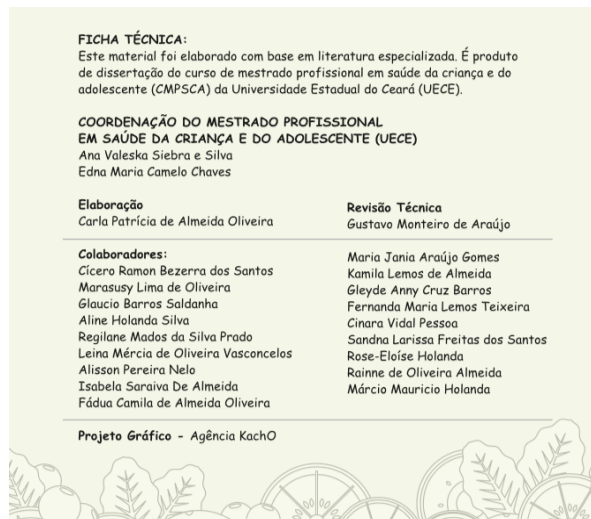 FICHA TÉCNICA:
Este material foi elaborado com base em literatura especializada. É produto
de dissertação do curso de mestrado profissional em saúde da criança e do
adolescente (CMPSCA) da Universidade Estadual do Ceará (UECE).
COORDENAÇÃO DO MESTRADO PROFISSIONAL
EM SAÚDE DA CRIANÇA E DO ADOLESCENTE (UECE)
Ana Valeska Siebra e Silva
Edna Maria Camelo Chaves
Elaboração
Carla Patrícia de Almeida Oliveira
Revisão Técnica
Gustavo Monteiro de Araújo
Colaboradores:
Cícero Ramon Bezerra dos Santos
Marasusy Lima de Oliveira
Glaucio Barros Saldanha
Aline Holanda Silva
Regilane Mados da Silva Prado
Leina Mércia de Oliveira Vasconcelos
Alisson Pereira Nelo
Isabela Saraiva De Almeida
Fádua Camila de Almeida Oliveira
Maria Jania Araújo Gomes
Kamila Lemos de Almeida
Gleyde Anny Cruz Barros
Fernanda Maria Lemos Teixeira
Cinara Vidal Pessoa
Sandna Larissa Freitas dos Santos
Rose-Eloíse Holanda
Rainne de Oliveira Almeida
Márcio Mauricio Holanda
Projeto Gráfico - Agência KachO